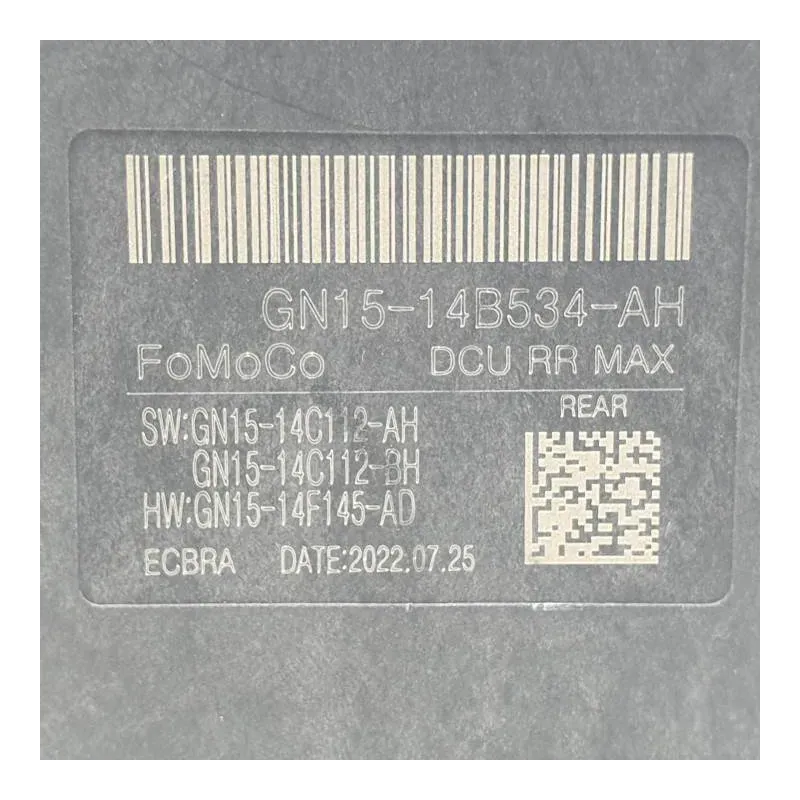 GN15-14B534-AH
FoMoCo DCU RR MAX
REAR
SW:GN15-14C112-AH
GN15-14C112-BH
HW:GN15-14F145-AD
ECBRA DATE:2022.07.25